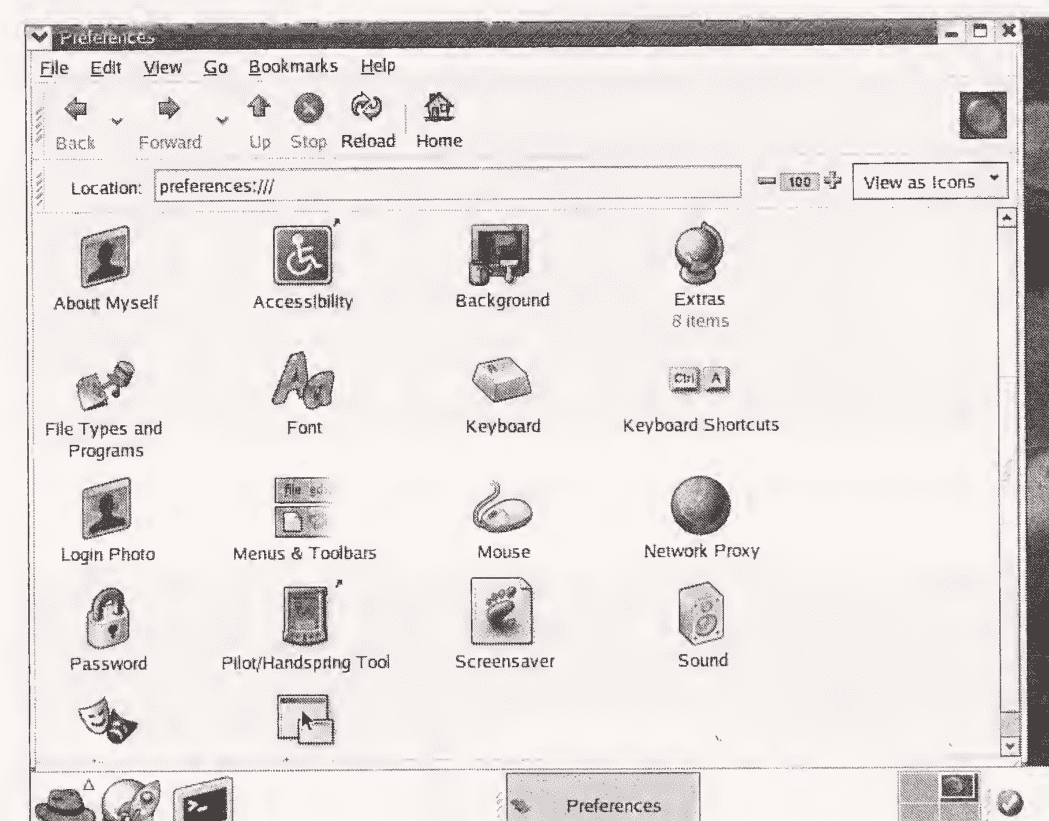 Preferences
File Edit View Go Bookmarks Help
Back Forward Up Stop Reload Home
Location: preferences:/// 100 View as Icons
About Myself Accessibility Background Extras
8 items
A
Ctrl A
File Types and Programs Font Keyboard Keyboard Shortcuts
file
Login Photo Menus & Toolbars Mouse Network Proxy
Password Pilot/Handspring Tool Screensaver Sound
>_
Preferences